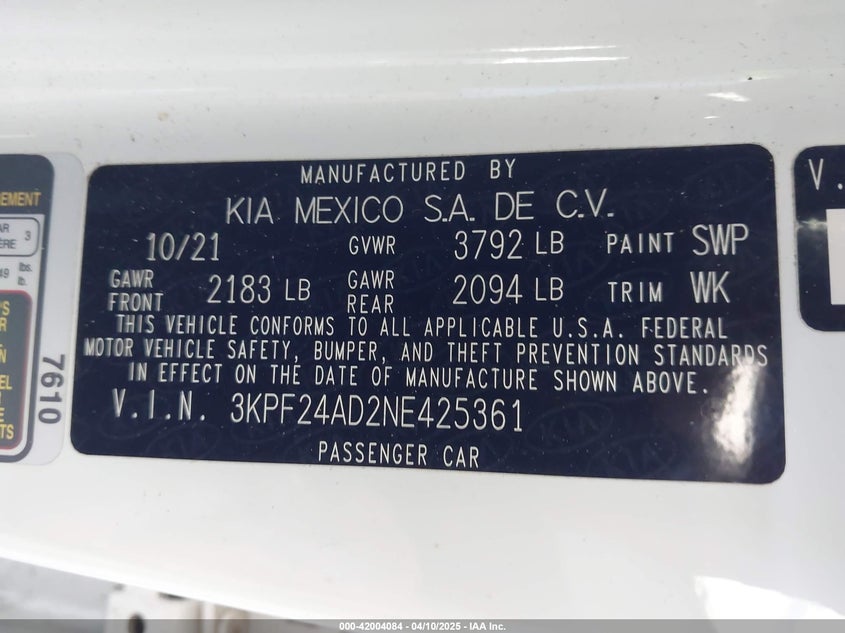 MANUFACTURED BY
KIA MEXICO S.A. DE C.V.
10/21 GVWR 3792 LB PAINT SWP
GAWR FRONT 2183 LB GAWR REAR 2094 LB TRIM WK
THIS VEHICLE CONFORMS TO ALL APPLICABLE U.S.A. FEDERAL
MOTOR VEHICLE SAFETY, BUMPER, AND THEFT PREVENTION STANDARDS
IN EFFECT ON THE DATE OF MANUFACTURE SHOWN ABOVE.
V.I.N. 3KPF24AD2NE425361
PASSENGER CAR
7610
3
lbs.
lb.
V.
000-42004084 - 04/10/2025 - IAA Inc.